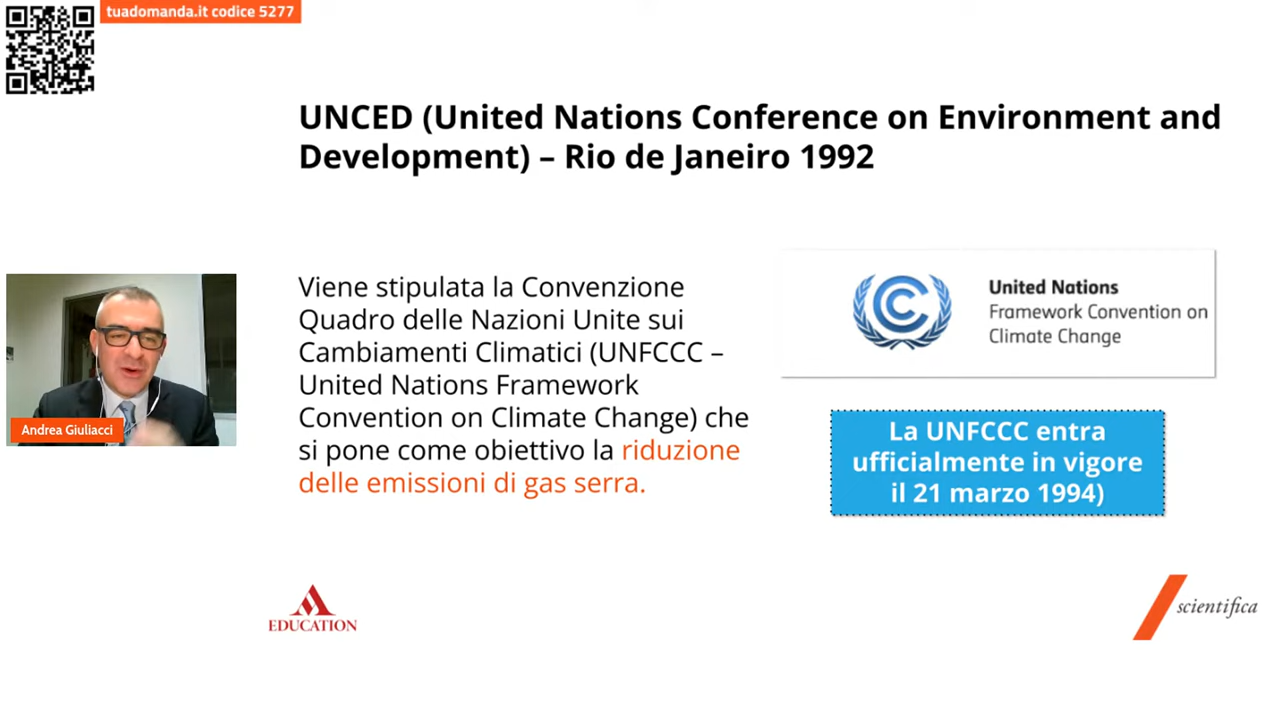 tuadomanda.it codice 5277
UNCED (United Nations Conference on Environment and
Development) – Rio de Janeiro 1992
Viene stipulata la Convenzione
Quadro delle Nazioni Unite sui
Cambiamenti Climatici (UNFCCC –
United Nations Framework
Convention on Climate Change) che
si pone come obiettivo la riduzione
delle emissioni di gas serra.
United Nations
Framework Convention on
Climate Change
La UNFCCC entra
ufficialmente in vigore
il 21 marzo 1994)
Andrea Giuliacci
EDUCATION
scientifica